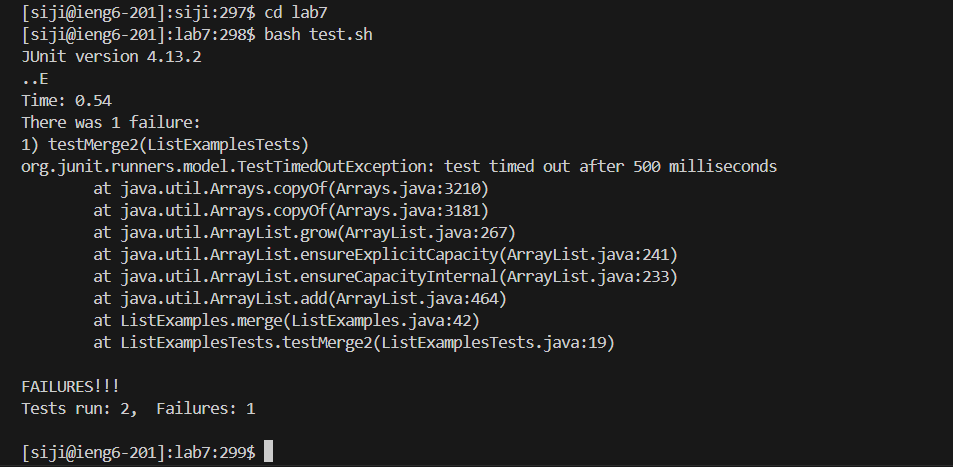 [siji@ieng6-201]:siji:297$ cd lab7
[siji@ieng6-201]:lab7:298$ bash test.sh
JUnit version 4.13.2
..E
Time: 0.54
There was 1 failure:
1) testMerge2(ListExamplesTests)
org.junit.runners.model.TestTimedOutException: test timed out after 500 milliseconds
        at java.util.Arrays.copyOf(Arrays.java:3210)
        at java.util.Arrays.copyOf(Arrays.java:3181)
        at java.util.ArrayList.grow(ArrayList.java:267)
        at java.util.ArrayList.ensureExplicitCapacity(ArrayList.java:241)
        at java.util.ArrayList.ensureCapacityInternal(ArrayList.java:233)
        at java.util.ArrayList.add(ArrayList.java:464)
        at ListExamples.merge(ListExamples.java:42)
        at ListExamplesTests.testMerge2(ListExamplesTests.java:19)

FAILURES!!!
Tests run: 2,  Failures: 1

[siji@ieng6-201]:lab7:299$